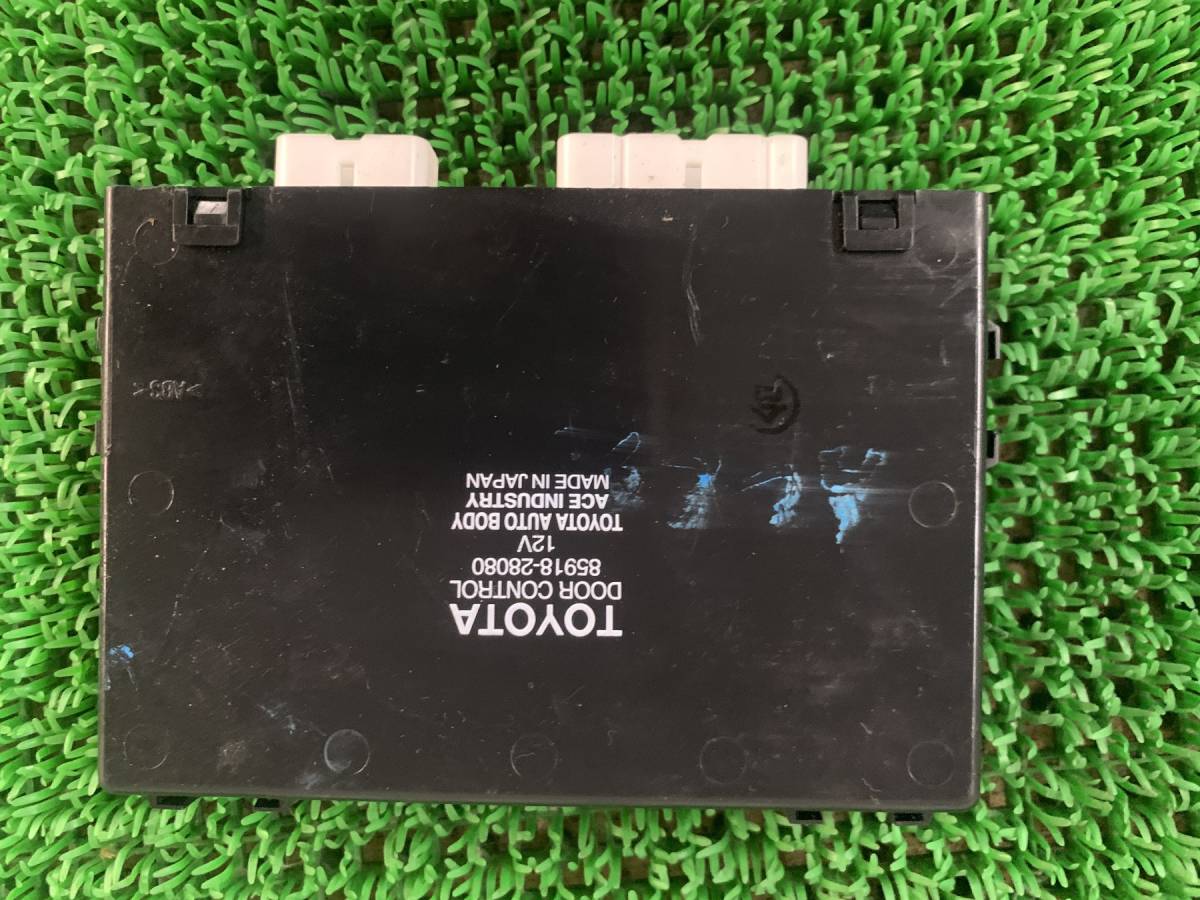 TOYOTA
DOOR CONTROL
85918-28080
12V
TOYOTA AUTO BODY
ACE INDUSTRY
MADE IN JAPAN
>ABS<